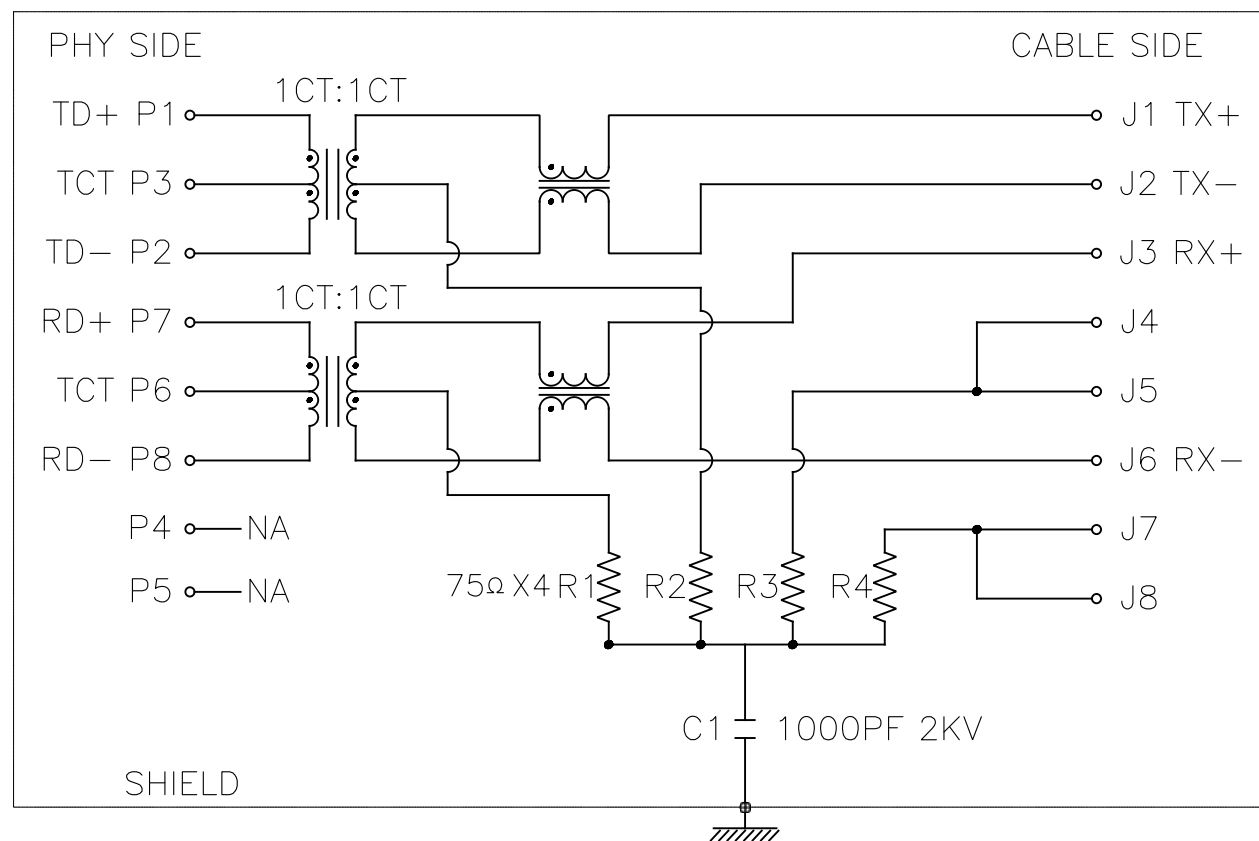 PHY SIDE
CABLE SIDE
1CT:1CT
TD+ P1
J1 TX+
TCT P3
J2 TX-
TD- P2
J3 RX+
1CT:1CT
RD+ P7
J4
TCT P6
J5
RD- P8
J6 RX-
P4 NA
J7
75Ω X4 R1 R2 R3 R4
P5 NA
J8
C1 1000PF 2KV
SHIELD